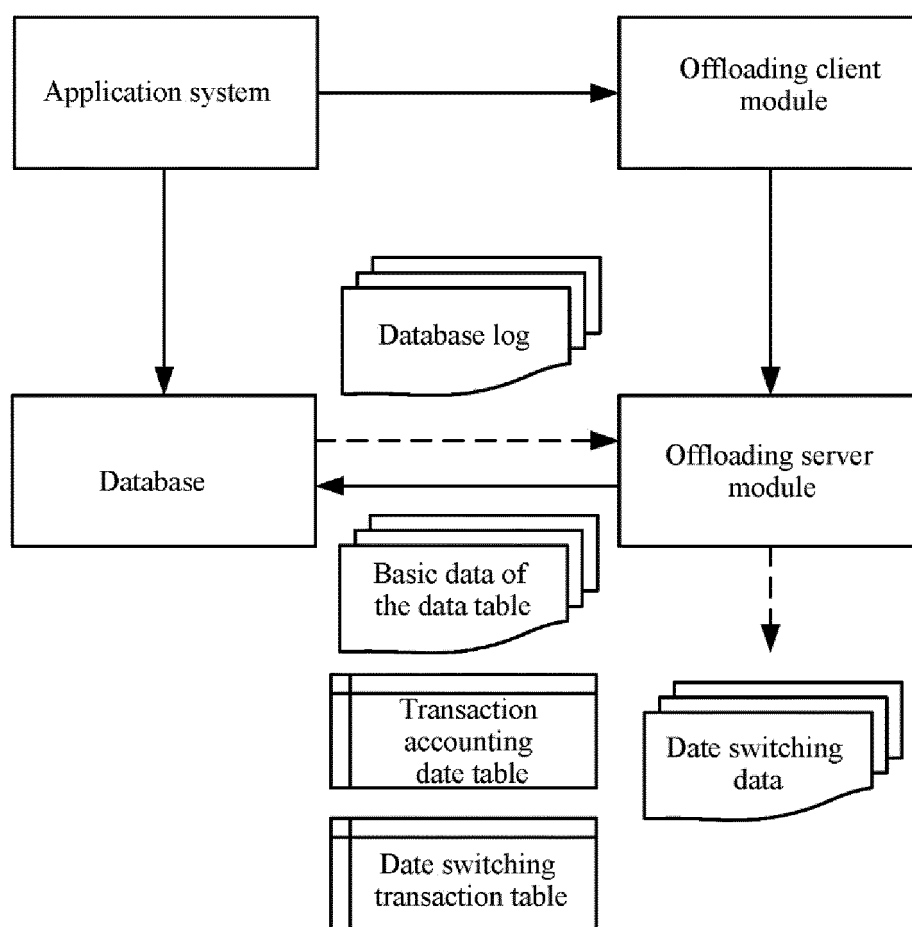 Application system
Offloading client
module
Database log
Database
Offloading server
module
Basic data of
the data table
Transaction
accounting
date table
Date switching
data
Date switching
transaction table